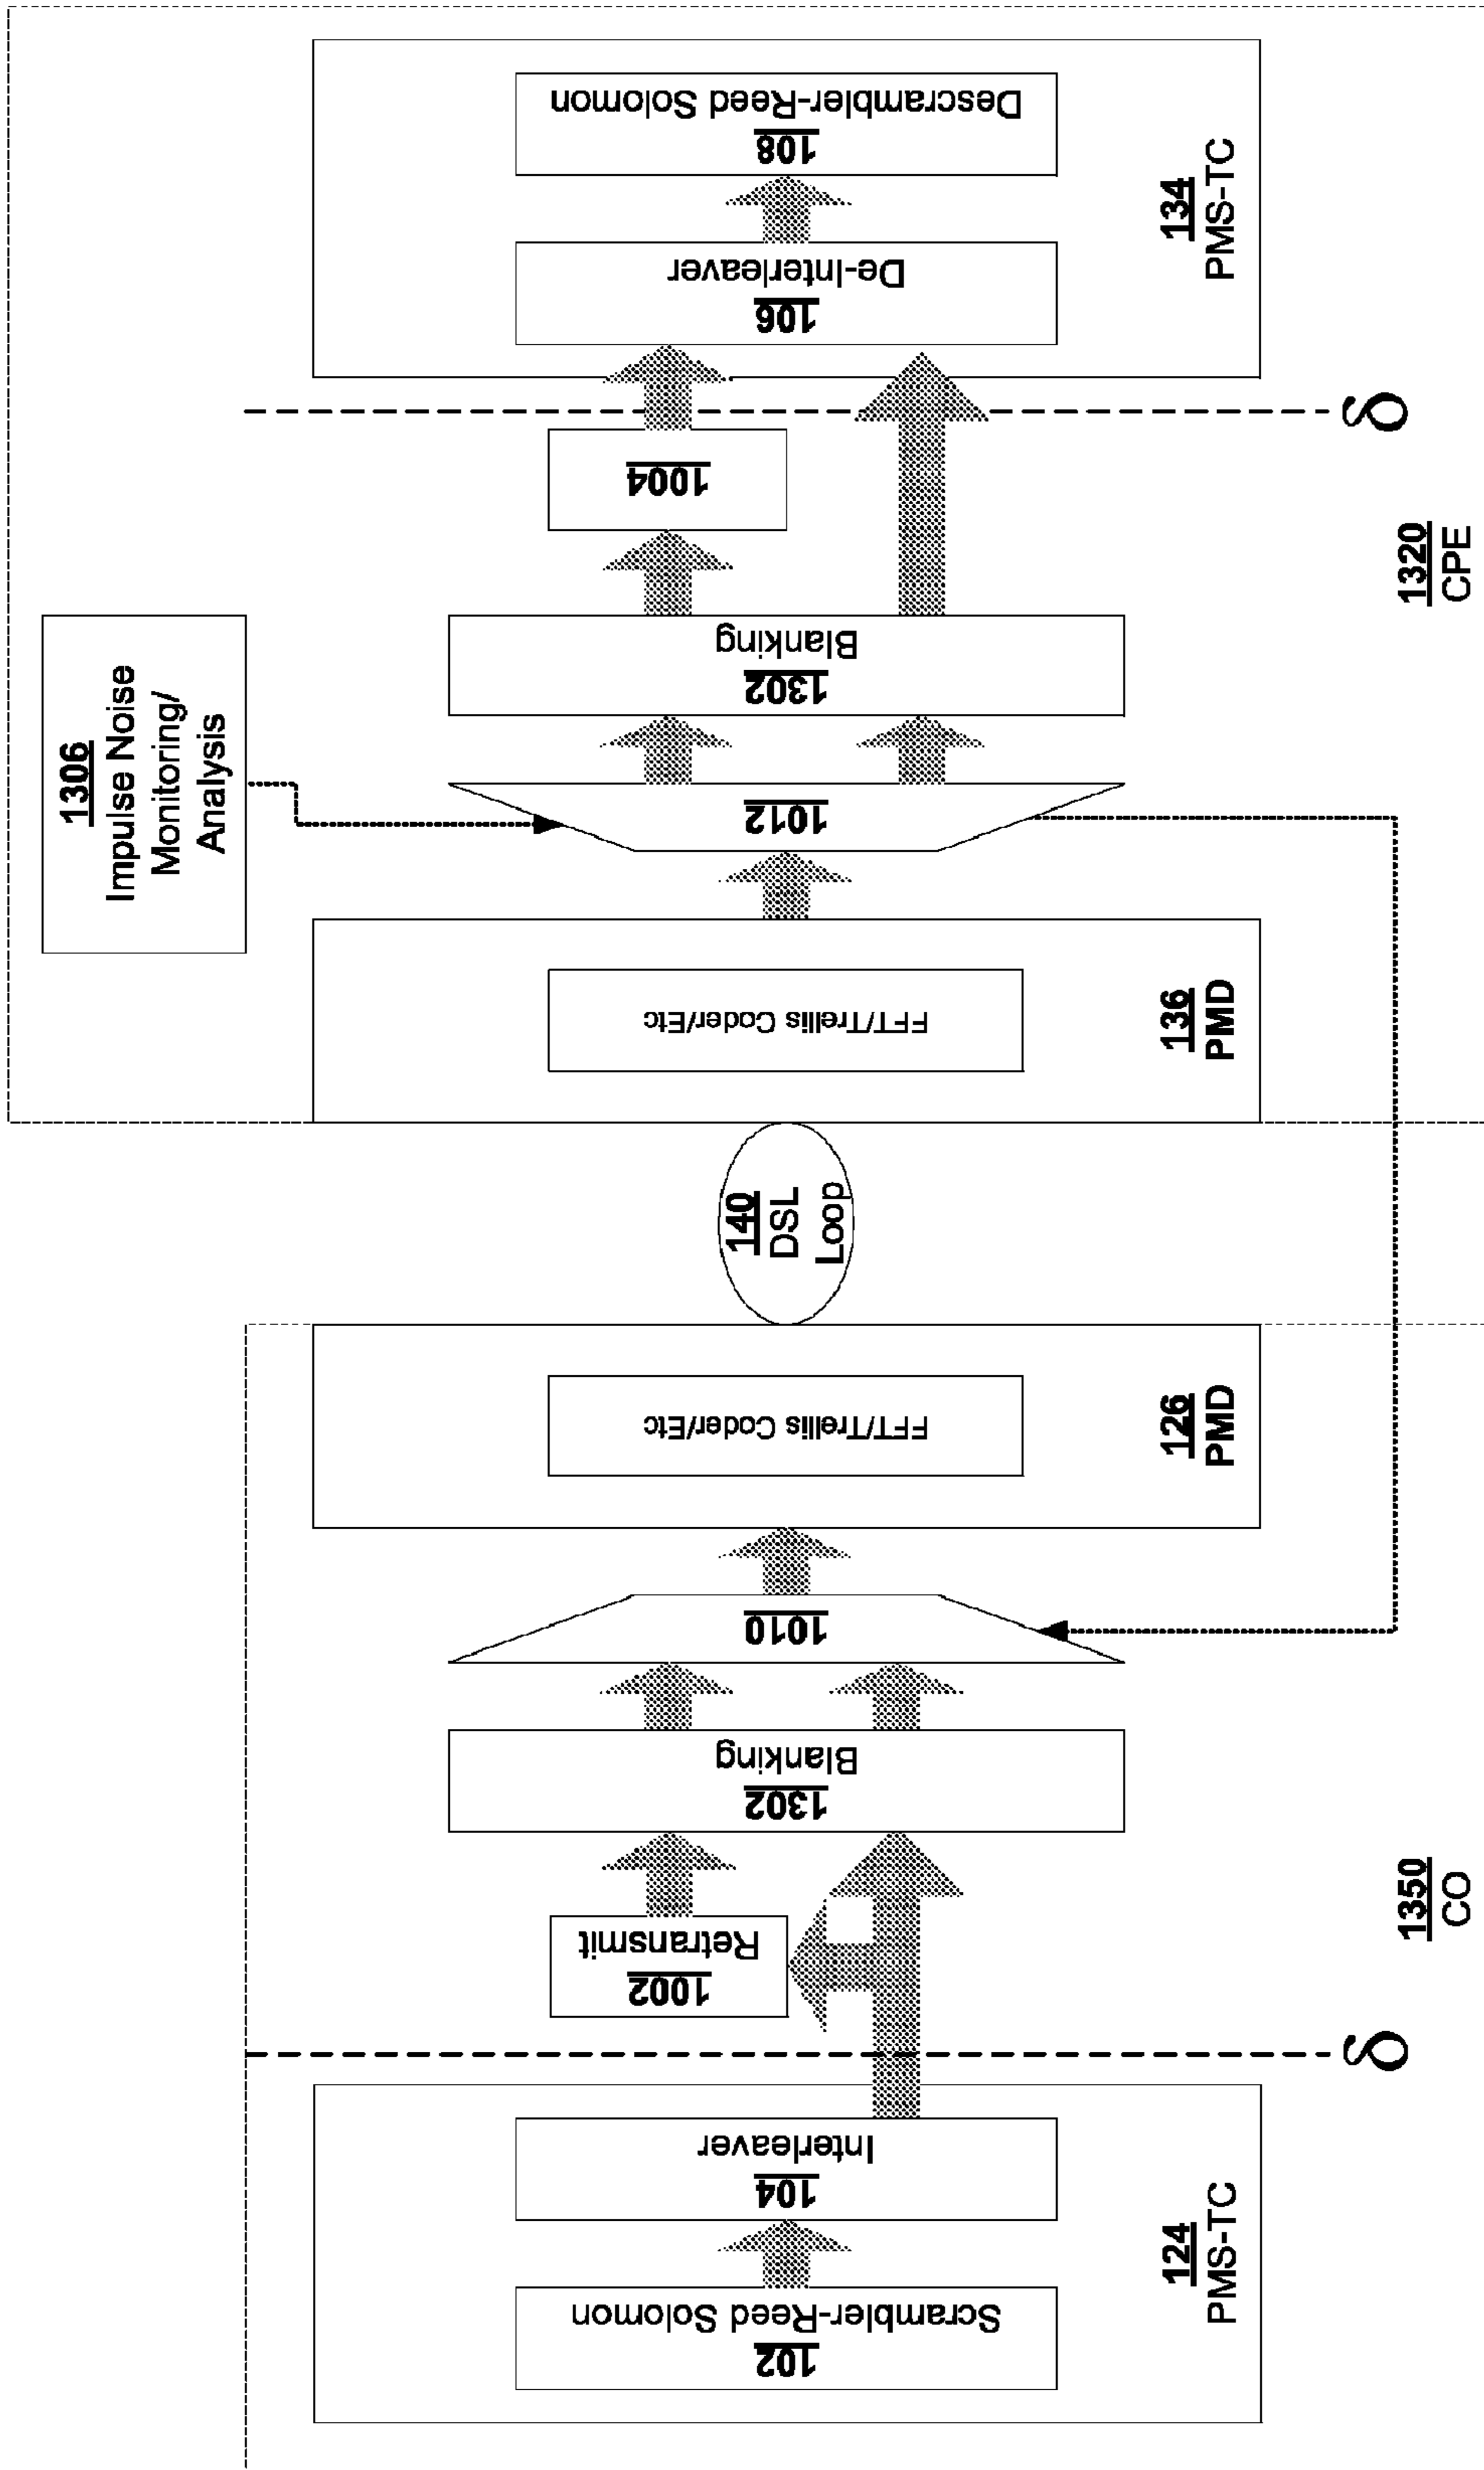 1306
Impulse Noise
Monitoring/
Analysis
108
Descrambler-Reed Solomon
106
De-Interleaver
134
PMS-TC
δ
1004
1320
CPE
1302
Blanking
1012
FFT/Trellis Coder/Etc
136
PMD
140
DSL
Loop
FFT/Trellis Coder/Etc
126
PMD
1010
1302
Blanking
1350
CO
1002
Retransmit
δ
104
Interleaver
102
Scrambler-Reed Solomon
124
PMS-TC